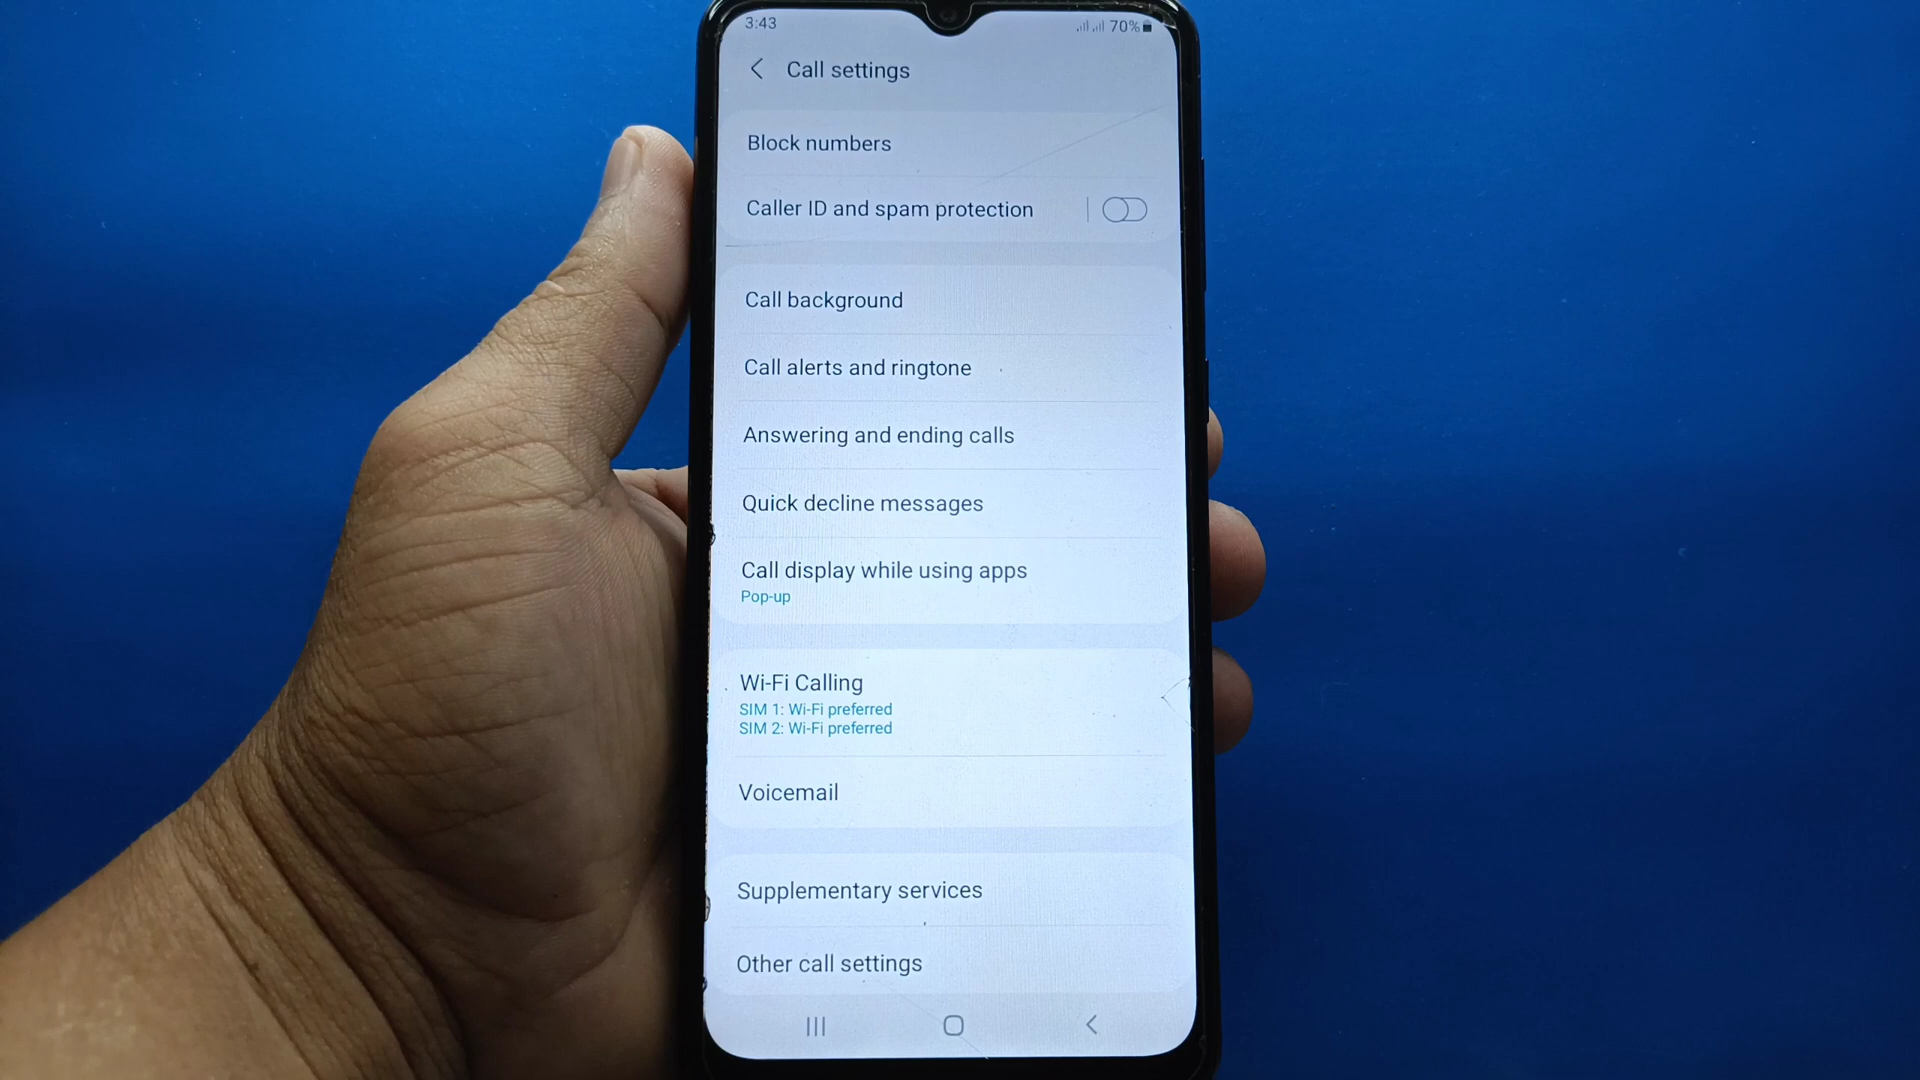 3:43
70%
Call settings
Block numbers
Caller ID and spam protection
Call background
Call alerts and ringtone
Answering and ending calls
Quick decline messages
Call display while using apps
Pop-up
Wi-Fi Calling
SIM 1: Wi-Fi preferred
SIM 2: Wi-Fi preferred
Voicemail
Supplementary services
Other call settings